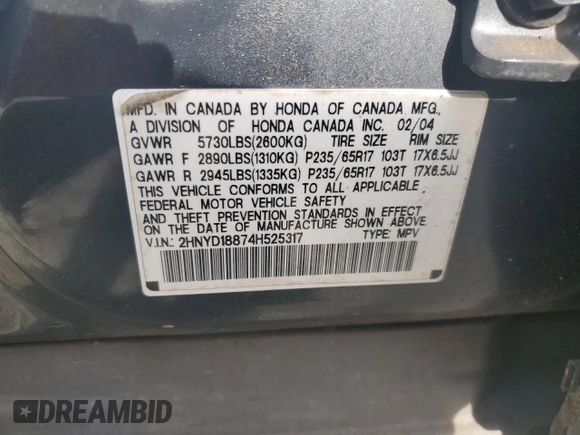 MFD. IN CANADA BY HONDA OF CANADA MFG.,
A DIVISION OF HONDA CANADA INC. 02/04
GVWR 5730LBS(2600KG) TIRE SIZE RIM SIZE
GAWR F 2890LBS(1310KG) P235/65R17 103T 17X6.5JJ
GAWR R 2945LBS(1335KG) P235/65R17 103T 17X6.5JJ
THIS VEHICLE CONFORMS TO ALL APPLICABLE
FEDERAL MOTOR VEHICLE SAFETY
AND THEFT PREVENTION STANDARDS IN EFFECT
ON THE DATE OF MANUFACTURE SHOWN ABOVE.
V.I.N.: 2HNYD18874H525317 TYPE: MPV
DREAMBID